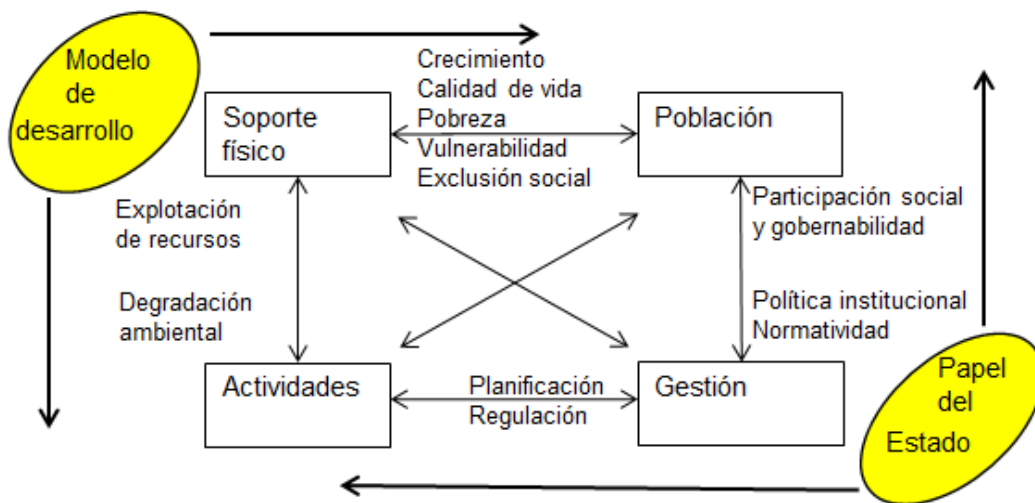 Modelo
de
desarrollo
Crecimiento
Calidad de vida
Pobreza
Vulnerabilidad
Exclusión social
Soporte
físico
Población
Explotación
de recursos
Participación social
y gobernabilidad
Degradación
ambiental
Política institucional
Normatividad
Actividades
Planificación
Regulación
Gestión
Papel
del
Estado